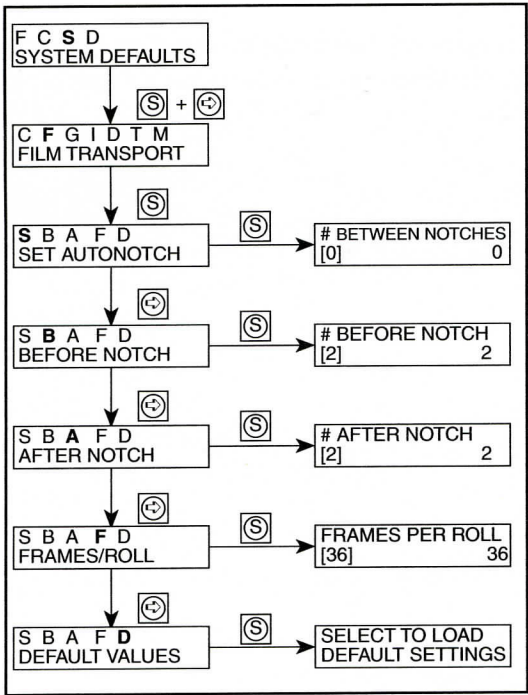 F C S D
SYSTEM DEFAULTS
S +
C F G I D T M
FILM TRANSPORT
S
S B A F D
SET AUTONOTCH
S
# BETWEEN NOTCHES
[0] 0
S B A F D
BEFORE NOTCH
S
# BEFORE NOTCH
[2] 2
S B A F D
AFTER NOTCH
S
# AFTER NOTCH
[2] 2
S B A F D
FRAMES/ROLL
S
FRAMES PER ROLL
[36] 36
S B A F D
DEFAULT VALUES
S
SELECT TO LOAD
DEFAULT SETTINGS